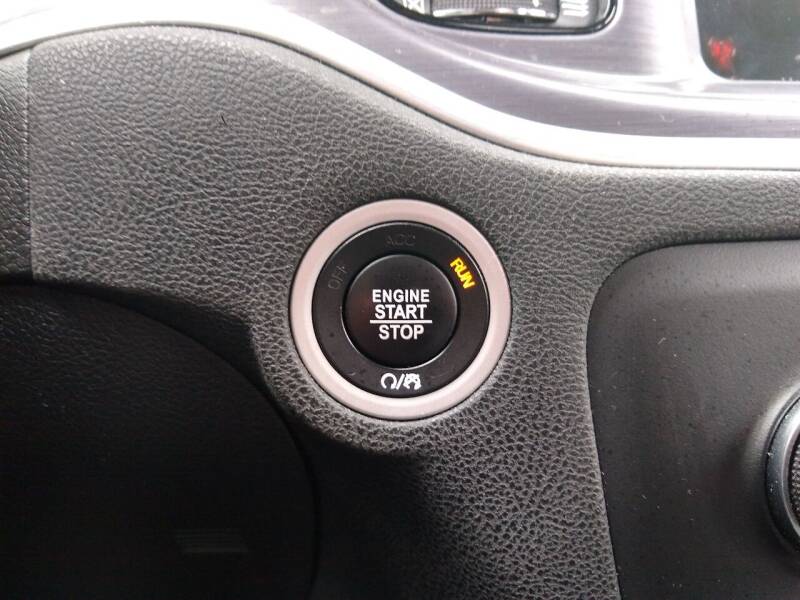 ACC
OFF
RUN
ENGINE
START
STOP